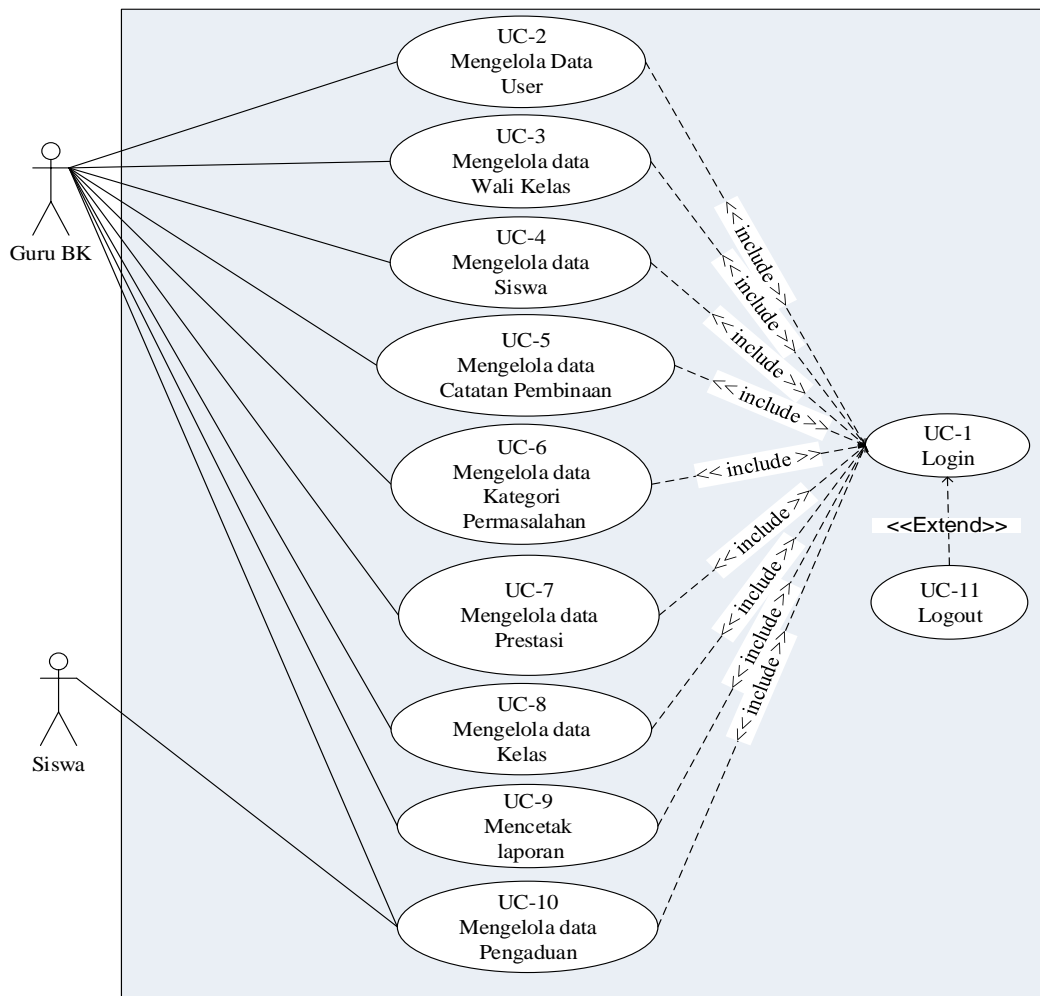 UC-2
Mengelola Data
User
UC-3
Mengelola data
Wali Kelas
Guru BK
UC-4
Mengelola data
Siswa
UC-5
Mengelola data
Catatan Pembinaan
UC-6
Mengelola data
Kategori
Permasalahan
UC-7
Mengelola data
Prestasi
UC-8
Mengelola data
Kelas
Siswa
UC-9
Mencetak
laporan
UC-10
Mengelola data
Pengaduan
<< include >>
<< include >>
<< include >>
<< include >>
<< include >>
<< include >>
<< include >>
<< include >>
<< include >>
UC-1
Login
<<Extend>>
UC-11
Logout